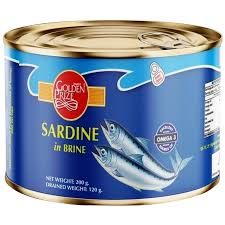 GOLDEN
PRIZE
SARDINE
in BRINE
NET WEIGHT: 200 g.
DRAINED WEIGHT: 120 g.
OMEGA 3